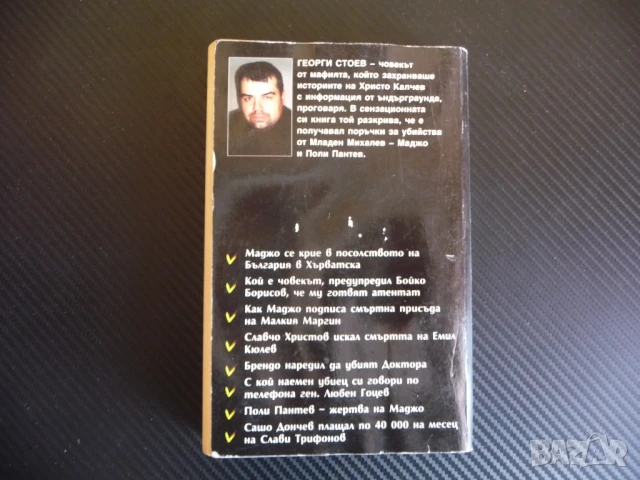 ГЕОРГИ СТОЕВ – човекът
от мафията, който захранваше
историите на Христо Калчев
с информация от ъндърграунда,
проговаря. В сензационната
си книга той разкрива, че е
получавал поръчки за убийства
от Младен Михалев – Маджо
и Поли Пантев.
Маджо се крие в посолството на
България в Хърватска
Кой е човекът, предупредил Бойко
Борисов, че му готвят атентат
Как Маджо подписа смъртна присъда
на Малкия Маргин
Славчо Христов искал смъртта на Емил
Кюлев
Брендо наредил да убият Доктора
С кой наемен убиец си говори по
телефона ген. Любен Гоцев
Поли Пантев – жертва на Маджо
Сашо Дончев плащал по 40 000 на месец
на Слави Трифонов
BAZAR
bg